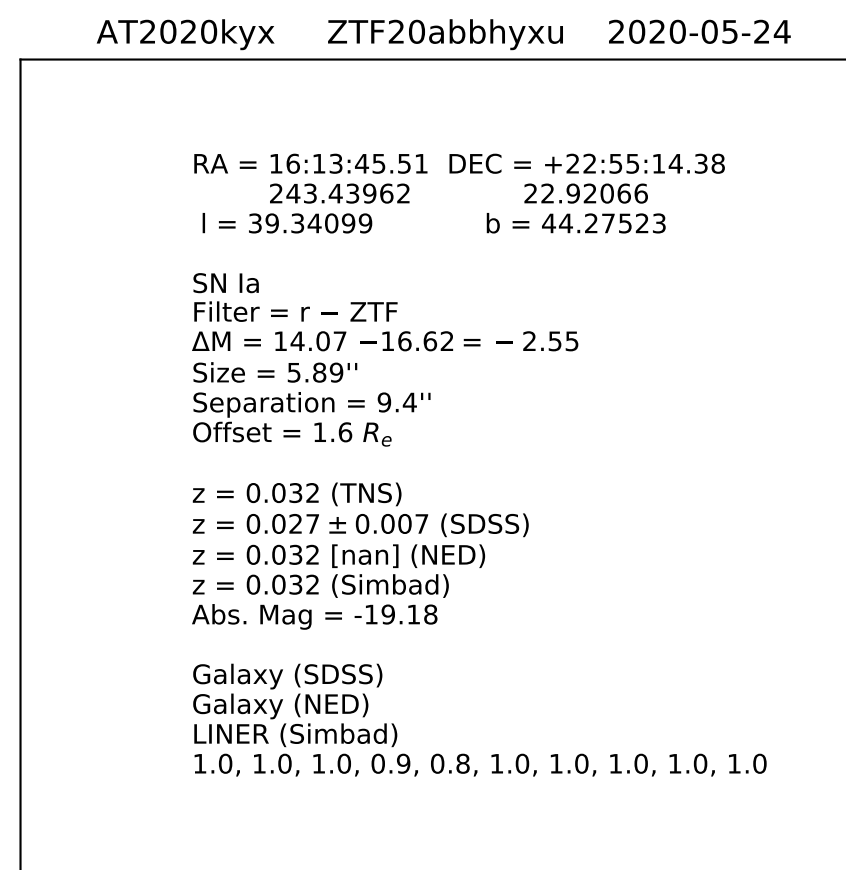 AT2020kyx ZTF20abbhyxu 2020-05-24
RA = 16:13:45.51 DEC = +22:55:14.38
243.43962 22.92066
l = 39.34099 b = 44.27523
SN Ia
Filter = r − ZTF
ΔM = 14.07 −16.62 = − 2.55
Size = 5.89''
Separation = 9.4''
Offset = 1.6 Rₑ
z = 0.032 (TNS)
z = 0.027 ± 0.007 (SDSS)
z = 0.032 [nan] (NED)
z = 0.032 (Simbad)
Abs. Mag = -19.18
Galaxy (SDSS)
Galaxy (NED)
LINER (Simbad)
1.0, 1.0, 1.0, 0.9, 0.8, 1.0, 1.0, 1.0, 1.0, 1.0